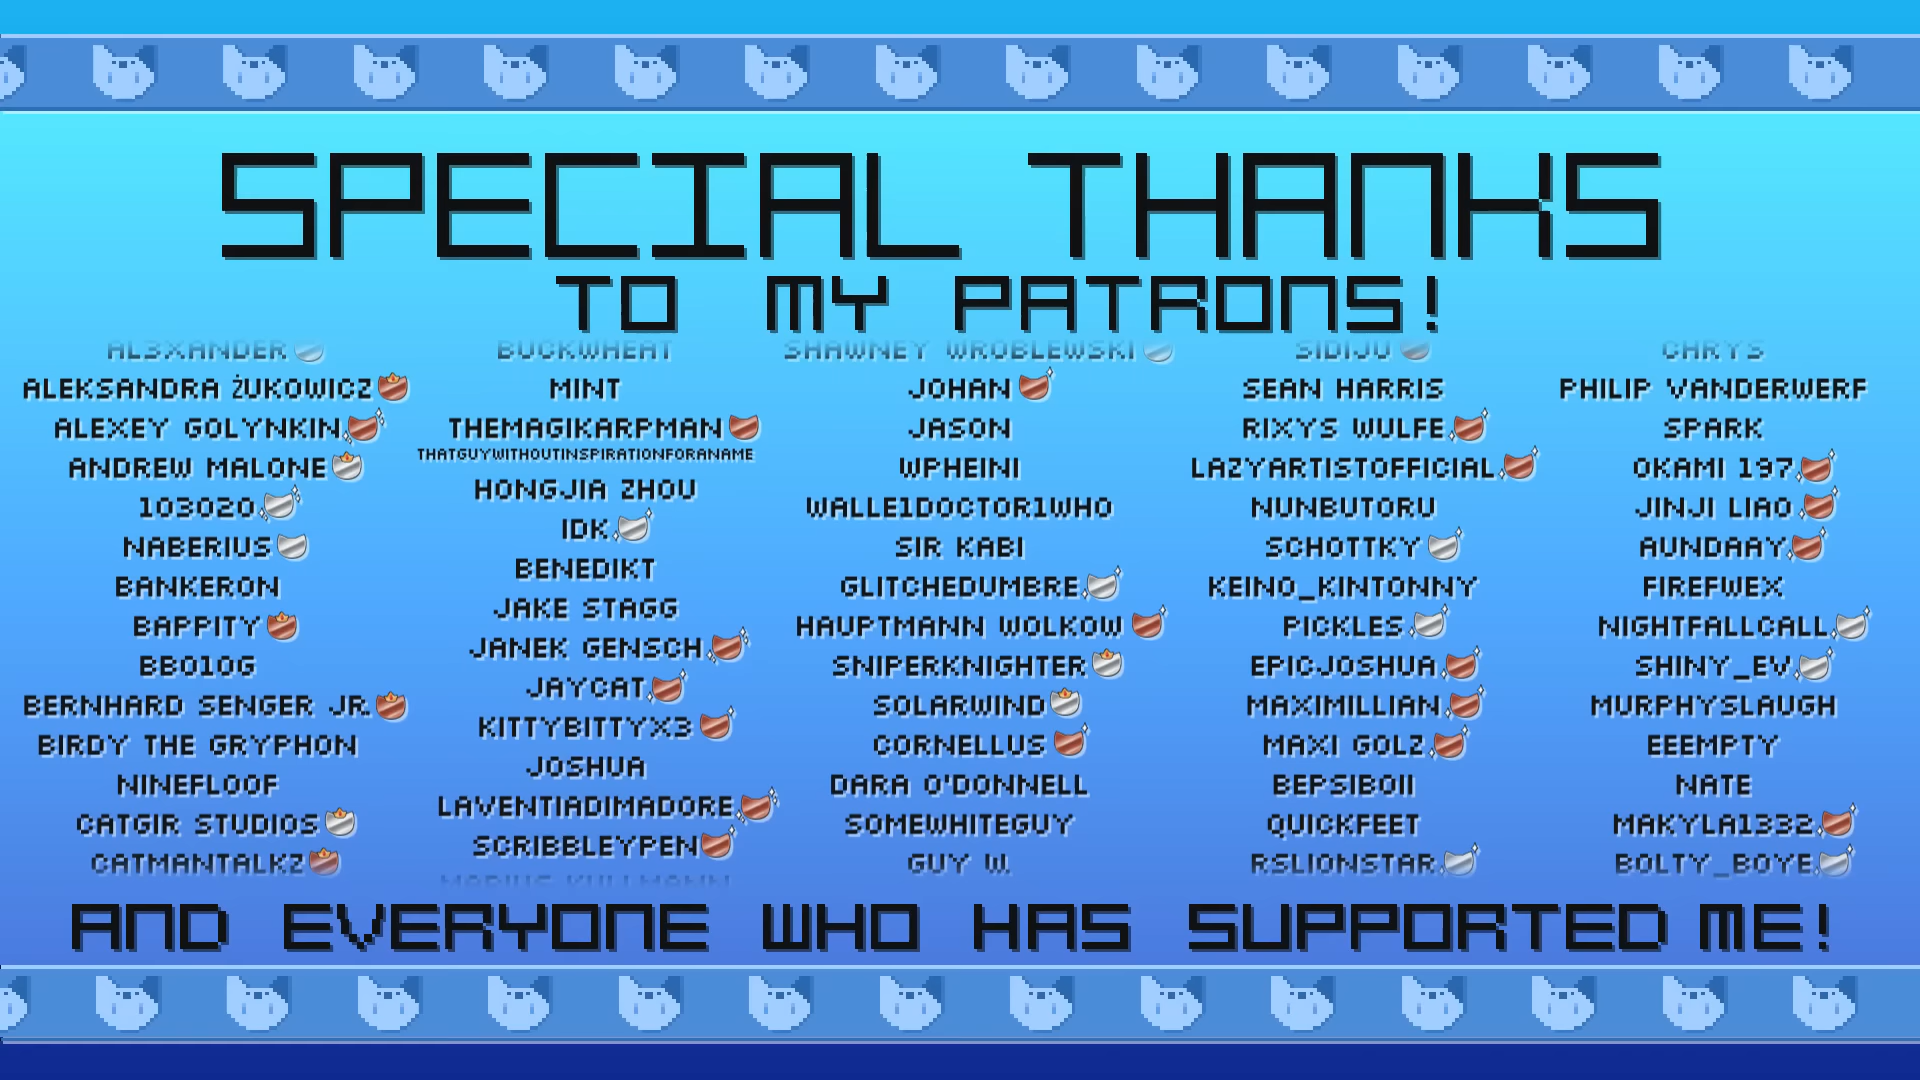 SPECIAL THANKS
TO MY PATRONS!
AL3XANDER
ALEKSANDRA ŻUKOWICZ
ALEXEY GOLYNKIN
ANDREW MALONE
103020
NABERIUS
BANKERON
BAPPITY
BB010G
BERNHARD SENGER JR.
BIRDY THE GRYPHON
NINEFLOOF
CATGIR STUDIOS
CATMANTALKZ
BUCKWHEAT
MINT
THEMAGIKARPMAN
THATGUYWITHOUTINSPIRATIONFORANAME
HONGJIA ZHOU
IDK
BENEDIKT
JAKE STAGG
JANEK GENSCH
JAYCAT
KITTYBITTYX3
JOSHUA
LAVENTIADIMADORE
SCRIBBLEYPEN
MARIUS KULLMANN
SHAWNEY WROBLEWSKI
JOHAN
JASON
WPHEINI
WALLE1DOCTOR1WHO
SIR KABI
GLITCHEDUMBRE
HAUPTMANN WOLKOW
SNIPERKNIGHTER
SOLARWIND
CORNELLUS
DARA O'DONNELL
SOMEWHITEGUY
GUY W.
SIDIJU
SEAN HARRIS
RIXYS WULFE
LAZYARTISTOFFICIAL
NUNBUTORU
SCHOTTKY
KEINO_KINTONNY
PICKLES
EPICJOSHUA
MAXIMILLIAN
MAXI GOLZ
BEPSIBOII
QUICKFEET
RSLIONSTAR
CHRYS
PHILIP VANDERWERF
SPARK
OKAMI 197
JINJI LIAO
AUNDAAY
FIREFWEX
NIGHTFALLCALL
SHINY_EV
MURPHYSLAUGH
EEEMPTY
NATE
MAKYLA1332
BOLTY_BOYE
AND EVERYONE WHO HAS SUPPORTED ME!